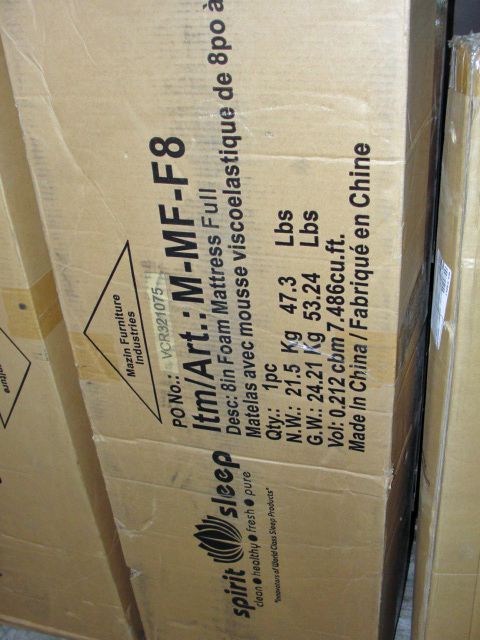 Mazin Furniture
Industries
PO No.: VCR321075
Itm/Art.: M-MF-F8
Desc: 8in Foam Mattress Full
Matelas avec mousse viscoelastique de 8po à
Qty.: 1pc
N.W.: 21.5 Kg 47.3 Lbs
G.W.: 24.21 Kg 53.24 Lbs
Vol: 0.212 cbm 7.486cu.ft.
Made In China / Fabriqué en Chine
spirit sleep
clean • healthy • fresh • pure
"Innovators of World Class Sleep Products"